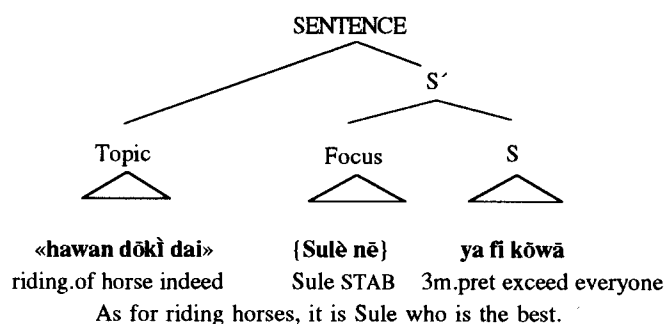 SENTENCE
S´
Topic Focus S
«hawan dōkì̄ dai» {Sulè nē} ya fi kōwā
riding.of horse indeed Sule STAB 3m.pret exceed everyone
As for riding horses, it is Sule who is the best.